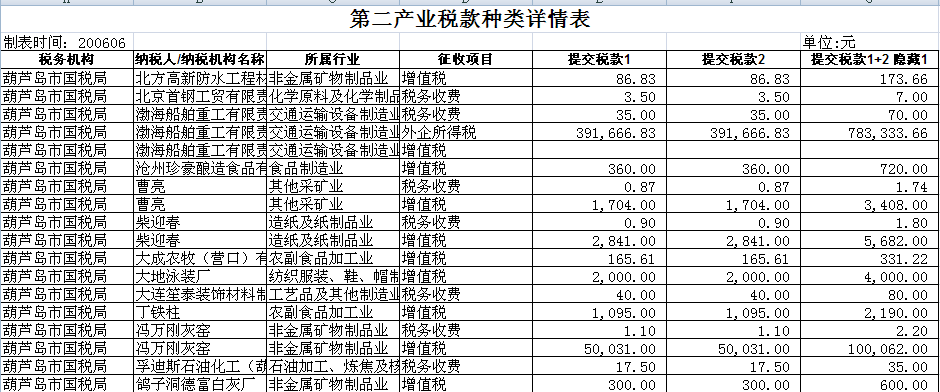 第二产业税款种类详情表
制表时间：200606 单位:元
税务机构 纳税人/纳税机构名称 所属行业 征收项目 提交税款1 提交税款2 提交税款1+2 隐藏1
葫芦岛市国税局 北方高新防水工程材 非金属矿物制品业 增值税 86.83 86.83 173.66
葫芦岛市国税局 北京首钢工贸有限责 化学原料及化学制品 税务收费 3.50 3.50 7.00
葫芦岛市国税局 渤海船舶重工有限责 交通运输设备制造业 税务收费 35.00 35.00 70.00
葫芦岛市国税局 渤海船舶重工有限责 交通运输设备制造业 外企所得税 391,666.83 391,666.83 783,333.66
葫芦岛市国税局 渤海船舶重工有限责 交通运输设备制造业 增值税
葫芦岛市国税局 沧州珍豪酿造食品有 食品制造业 增值税 360.00 360.00 720.00
葫芦岛市国税局 曹亮 其他采矿业 税务收费 0.87 0.87 1.74
葫芦岛市国税局 曹亮 其他采矿业 增值税 1,704.00 1,704.00 3,408.00
葫芦岛市国税局 柴迎春 造纸及纸制品业 税务收费 0.90 0.90 1.80
葫芦岛市国税局 柴迎春 造纸及纸制品业 增值税 2,841.00 2,841.00 5,682.00
葫芦岛市国税局 大成农牧（营口）有 农副食品加工业 增值税 165.61 165.61 331.22
葫芦岛市国税局 大地泳装厂 纺织服装、鞋、帽制 增值税 2,000.00 2,000.00 4,000.00
葫芦岛市国税局 大连笙泰装饰材料制 工艺品及其他制造业 税务收费 40.00 40.00 80.00
葫芦岛市国税局 丁铁柱 农副食品加工业 增值税 1,095.00 1,095.00 2,190.00
葫芦岛市国税局 冯万刚灰窑 非金属矿物制品业 税务收费 1.10 1.10 2.20
葫芦岛市国税局 冯万刚灰窑 非金属矿物制品业 增值税 50,031.00 50,031.00 100,062.00
葫芦岛市国税局 孚迪斯石油化工（葫 石油加工、炼焦及核 税务收费 17.50 17.50 35.00
葫芦岛市国税局 鸽子洞德富白灰厂 非金属矿物制品业 增值税 300.00 300.00 600.00